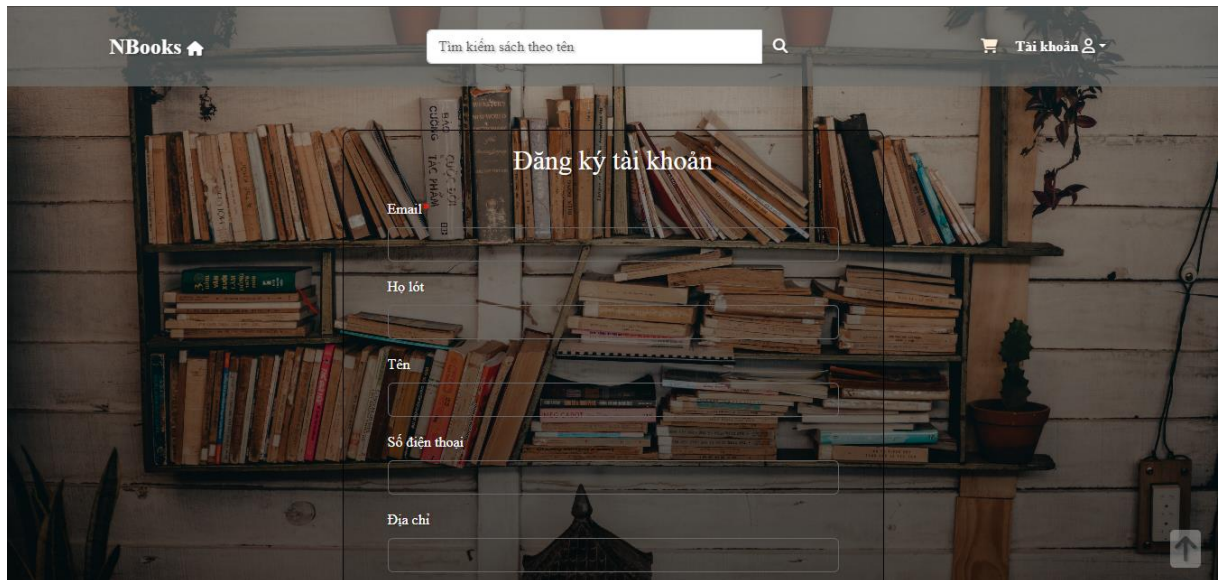 NBooks
Tìm kiếm sách theo tên
Tài khoản
Đăng ký tài khoản
Email*
Họ lót
Tên
Số điện thoại
Địa chỉ